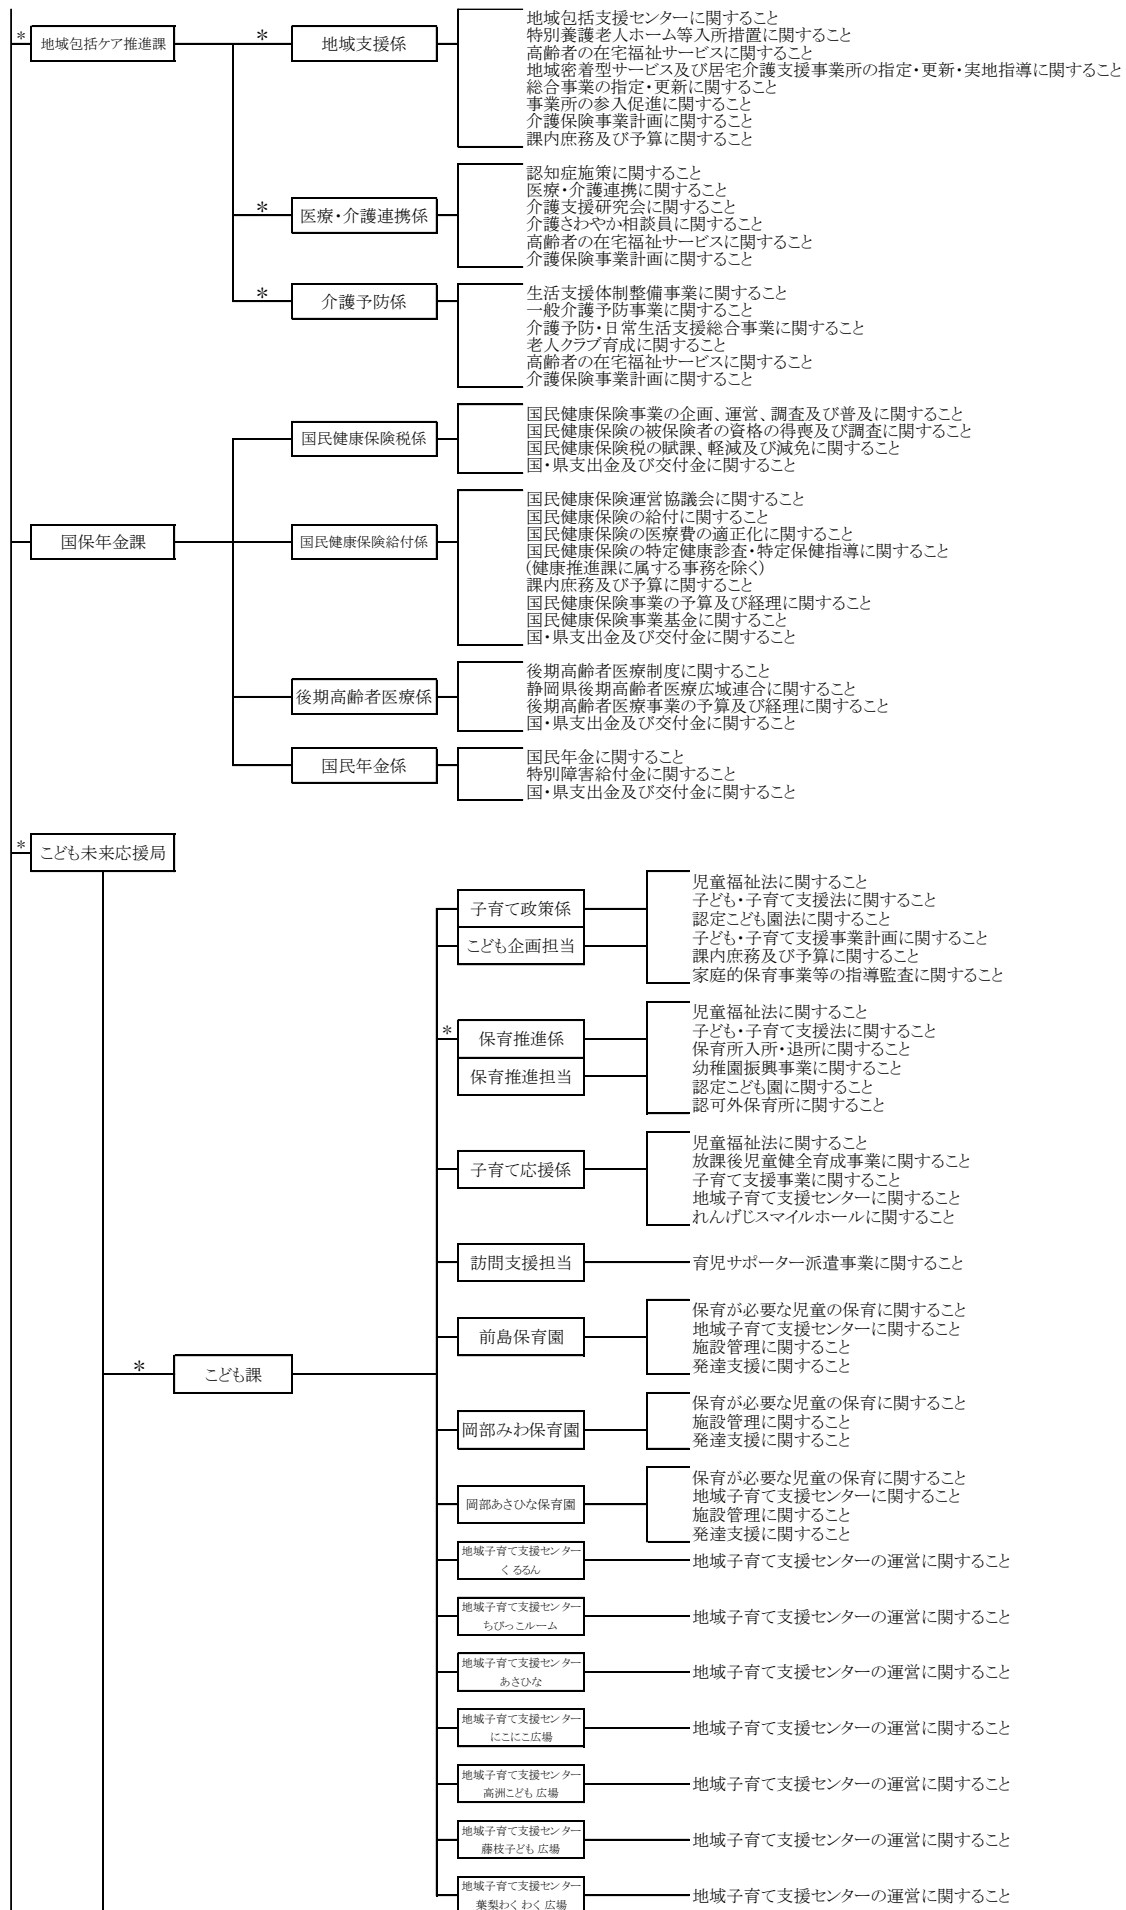 *
地域包括ケア推進課
*
地域支援係
地域包括支援センターに関すること
特別養護老人ホーム等入所措置に関すること
高齢者の在宅福祉サービスに関すること
地域密着型サービス及び居宅介護支援事業所の指定・更新・実地指導に関すること
総合事業の指定・更新に関すること
事業所の参入促進に関すること
介護保険事業計画に関すること
課内庶務及び予算に関すること
*
医療・介護連携係
認知症施策に関すること
医療・介護連携に関すること
介護支援研究会に関すること
介護さわやか相談員に関すること
高齢者の在宅福祉サービスに関すること
介護保険事業計画に関すること
*
介護予防係
生活支援体制整備事業に関すること
一般介護予防事業に関すること
介護予防・日常生活支援総合事業に関すること
老人クラブ育成に関すること
高齢者の在宅福祉サービスに関すること
介護保険事業計画に関すること
国保年金課
国民健康保険税係
国民健康保険事業の企画、運営、調査及び普及に関すること
国民健康保険の被保険者の資格の得喪及び調査に関すること
国民健康保険税の賦課、軽減及び減免に関すること
国・県支出金及び交付金に関すること
国民健康保険給付係
国民健康保険運営協議会に関すること
国民健康保険の給付に関すること
国民健康保険の医療費の適正化に関すること
国民健康保険の特定健康診査・特定保健指導に関すること
(健康推進課に属する事務を除く)
課内庶務及び予算に関すること
国民健康保険事業の予算及び経理に関すること
国民健康保険事業基金に関すること
国・県支出金及び交付金に関すること
後期高齢者医療係
後期高齢者医療制度に関すること
静岡県後期高齢者医療広域連合に関すること
後期高齢者医療事業の予算及び経理に関すること
国・県支出金及び交付金に関すること
国民年金係
国民年金に関すること
特別障害給付金に関すること
国・県支出金及び交付金に関すること
*
こども未来応援局
*
こども課
子育て政策係
こども企画担当
児童福祉法に関すること
子ども・子育て支援法に関すること
認定こども園法に関すること
子ども・子育て支援事業計画に関すること
課内庶務及び予算に関すること
家庭的保育事業等の指導監査に関すること
*
保育推進係
保育推進担当
児童福祉法に関すること
子ども・子育て支援法に関すること
保育所入所・退所に関すること
幼稚園振興事業に関すること
認定こども園に関すること
認可外保育所に関すること
子育て応援係
児童福祉法に関すること
放課後児童健全育成事業に関すること
子育て支援事業に関すること
地域子育て支援センターに関すること
れんげじスマイルホールに関すること
訪問支援担当
育児サポーター派遣事業に関すること
前島保育園
保育が必要な児童の保育に関すること
地域子育て支援センターに関すること
施設管理に関すること
発達支援に関すること
岡部みわ保育園
保育が必要な児童の保育に関すること
施設管理に関すること
発達支援に関すること
岡部あさひな保育園
保育が必要な児童の保育に関すること
地域子育て支援センターに関すること
施設管理に関すること
発達支援に関すること
地域子育て支援センター
くるるん
地域子育て支援センターの運営に関すること
地域子育て支援センター
ちびっこルーム
地域子育て支援センターの運営に関すること
地域子育て支援センター
あさひな
地域子育て支援センターの運営に関すること
地域子育て支援センター
にこにこ広場
地域子育て支援センターの運営に関すること
地域子育て支援センター
高洲こども広場
地域子育て支援センターの運営に関すること
地域子育て支援センター
藤枝子ども広場
地域子育て支援センターの運営に関すること
地域子育て支援センター
葉梨わくわく広場
地域子育て支援センターの運営に関すること